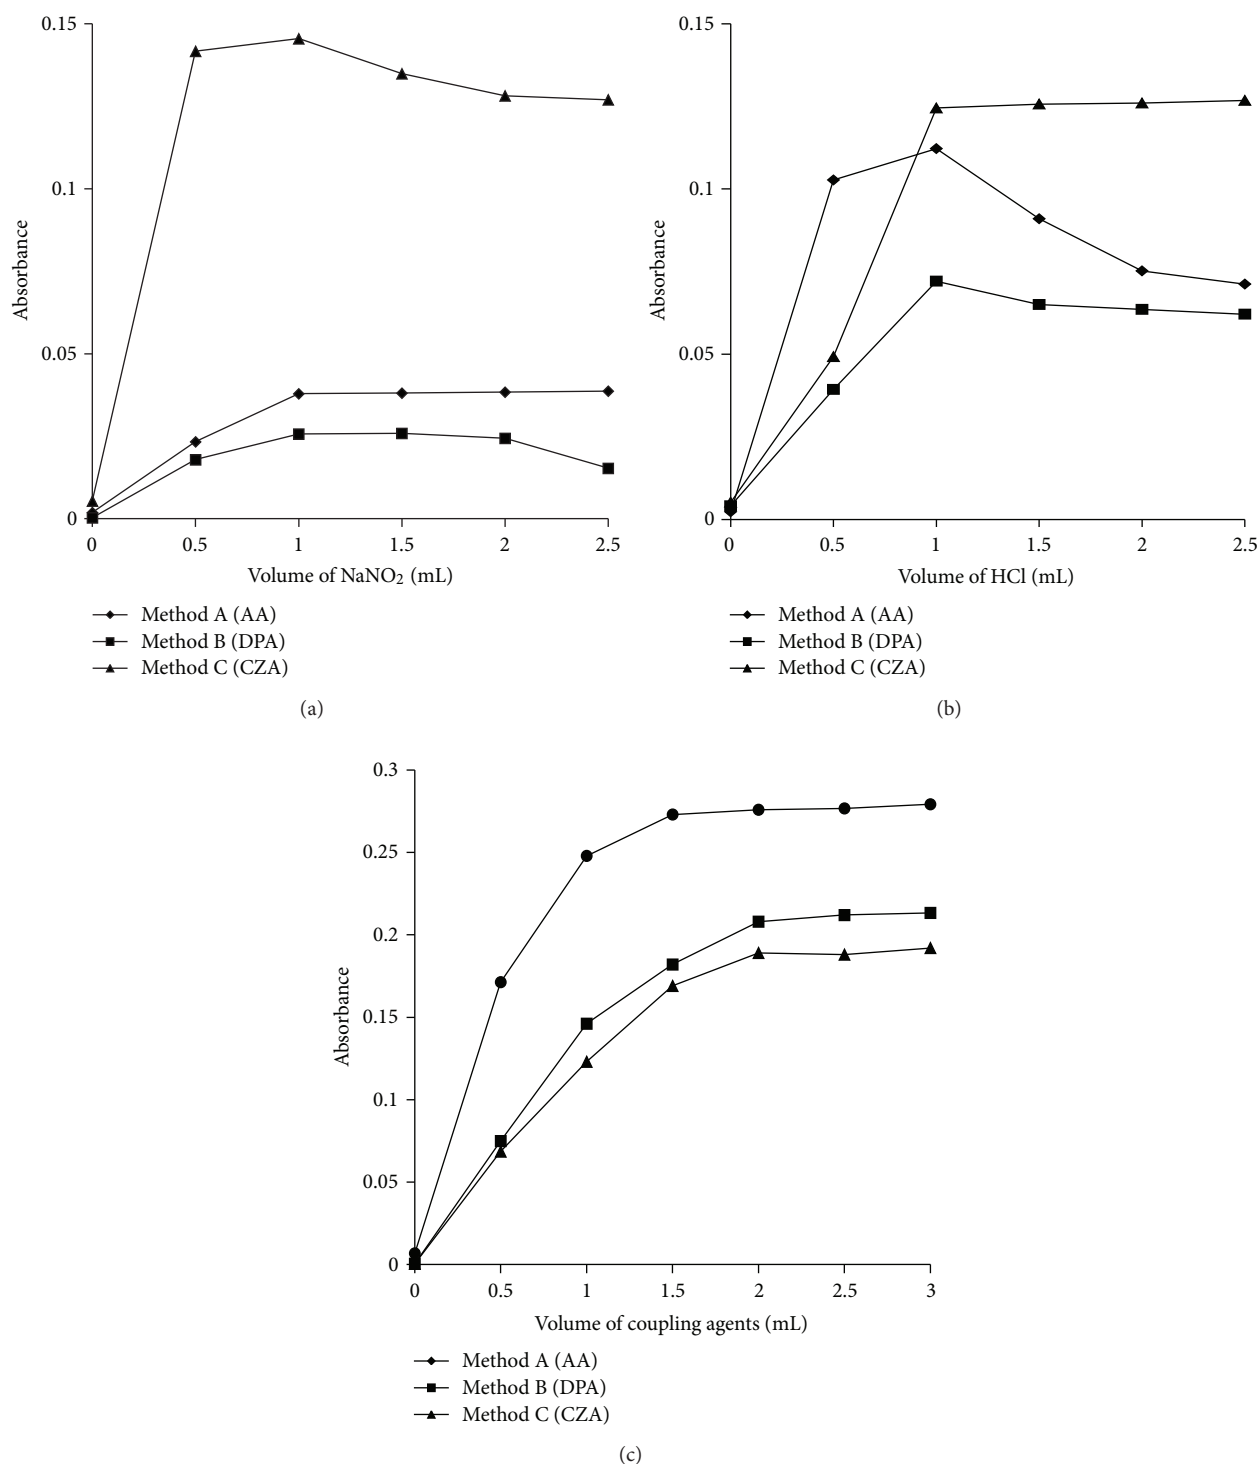 0.15
0.1
0.05
0
Absorbance
0 0.5 1 1.5 2 2.5
Volume of NaNO2 (mL)
Method A (AA)
Method B (DPA)
Method C (CZA)
(a)
0.15
0.1
0.05
0
Absorbance
0 0.5 1 1.5 2 2.5
Volume of HCl (mL)
Method A (AA)
Method B (DPA)
Method C (CZA)
(b)
0.3
0.25
0.2
0.15
0.1
0.05
0
Absorbance
0 0.5 1 1.5 2 2.5 3
Volume of coupling agents (mL)
Method A (AA)
Method B (DPA)
Method C (CZA)
(c)